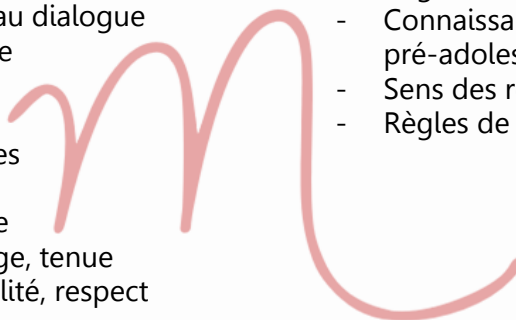 au dialogue
e
es
e
ge, tenue
lité, respect
- Connaissa
pré-adoles
- Sens des r
- Règles de